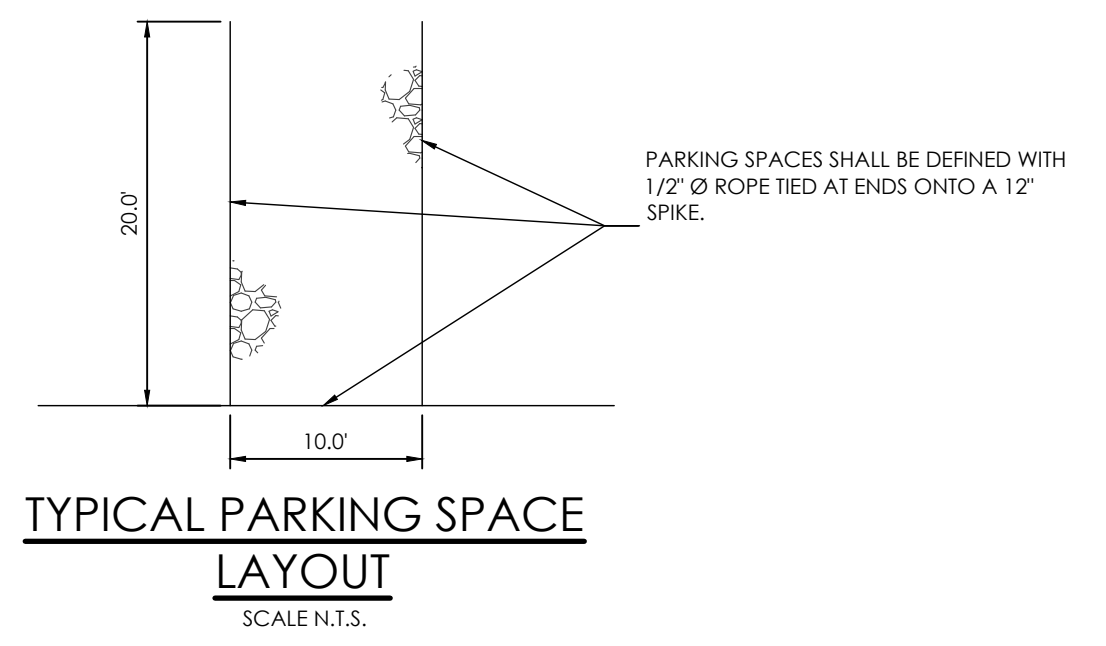 20.0'
PARKING SPACES SHALL BE DEFINED WITH
1/2" Ø ROPE TIED AT ENDS ONTO A 12"
SPIKE.
10.0'
TYPICAL PARKING SPACE
LAYOUT
SCALE N.T.S.